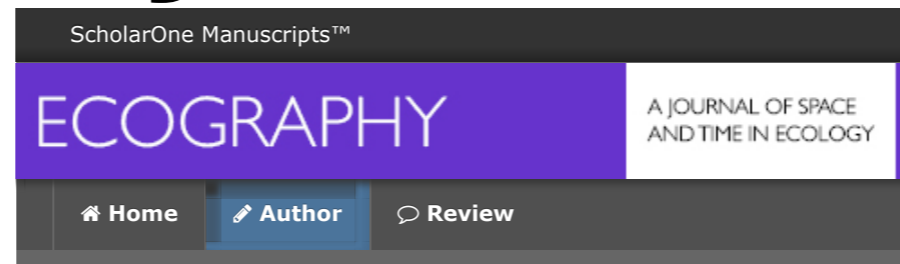 ScholarOne Manuscripts™
ECOGRAPHY
A JOURNAL OF SPACE
AND TIME IN ECOLOGY
Home Author Review